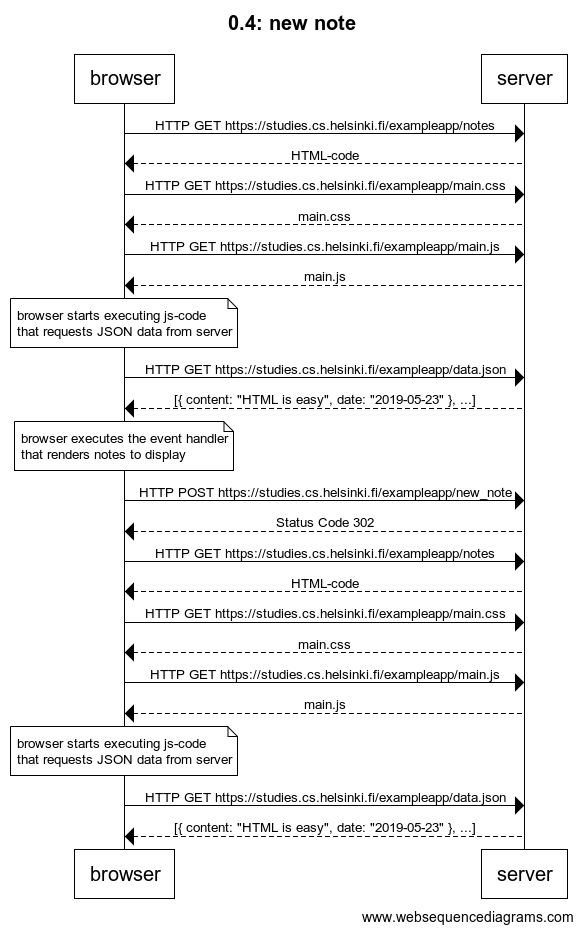 0.4: new note
browser
server
HTTP GET https://studies.cs.helsinki.fi/exampleapp/notes
HTML-code
HTTP GET https://studies.cs.helsinki.fi/exampleapp/main.css
main.css
HTTP GET https://studies.cs.helsinki.fi/exampleapp/main.js
main.js
browser starts executing js-code
that requests JSON data from server
HTTP GET https://studies.cs.helsinki.fi/exampleapp/data.json
[{ content: "HTML is easy", date: "2019-05-23" }, ...]
browser executes the event handler
that renders notes to display
HTTP POST https://studies.cs.helsinki.fi/exampleapp/new_note
Status Code 302
HTTP GET https://studies.cs.helsinki.fi/exampleapp/notes
HTML-code
HTTP GET https://studies.cs.helsinki.fi/exampleapp/main.css
main.css
HTTP GET https://studies.cs.helsinki.fi/exampleapp/main.js
main.js
browser starts executing js-code
that requests JSON data from server
HTTP GET https://studies.cs.helsinki.fi/exampleapp/data.json
[{ content: "HTML is easy", date: "2019-05-23" }, ...]
browser
server
www.websequencediagrams.com